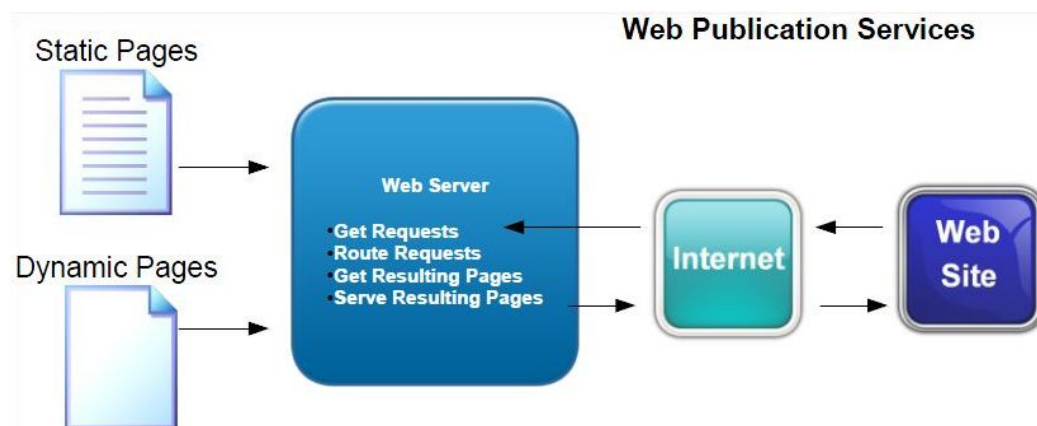 Web Publication Services
Static Pages
Dynamic Pages
Web Server
•Get Requests
•Route Requests
•Get Resulting Pages
•Serve Resulting Pages
Internet
Web
Site